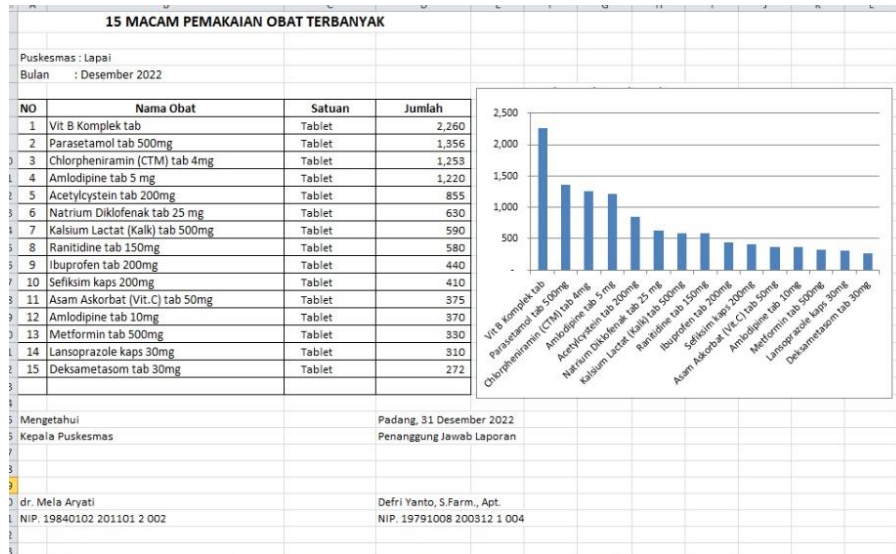 15 MACAM PEMAKAIAN OBAT TERBANYAK
Puskesmas : Lapai
Bulan : Desember 2022
NO Nama Obat Satuan Jumlah
1 Vit B Komplek tab Tablet 2,260
2 Parasetamol tab 500mg Tablet 1,356
3 Chlorpheniramin (CTM) tab 4mg Tablet 1,253
4 Amlodipine tab 5 mg Tablet 1,220
5 Acetylcystein tab 200mg Tablet 855
6 Natrium Diklofenak tab 25 mg Tablet 630
7 Kalsium Lactat (Kalk) tab 500mg Tablet 590
8 Ranitidine tab 150mg Tablet 580
9 Ibuprofen tab 200mg Tablet 440
10 Sefiksim kaps 200mg Tablet 410
11 Asam Askorbat (Vit.C) tab 50mg Tablet 375
12 Amlodipine tab 10mg Tablet 370
13 Metformin tab 500mg Tablet 330
14 Lansoprazole kaps 30mg Tablet 310
15 Deksametasom tab 30mg Tablet 272
2,500
2,000
1,500
1,000
500
-
Vit B Komplek tab
Parasetamol tab 500mg
Chlorpheniramin (CTM) tab 4mg
Amlodipine tab 5 mg
Acetylcystein tab 200mg
Natrium Diklofenak tab 25 mg
Kalsium Lactat (Kalk) tab 500mg
Ranitidine tab 150mg
Ibuprofen tab 200mg
Sefiksim kaps 200mg
Asam Askorbat (Vit.C) tab 50mg
Amlodipine tab 10mg
Metformin tab 500mg
Lansoprazole kaps 30mg
Deksametasom tab 30mg
Mengetahui Padang, 31 Desember 2022
Kepala Puskesmas Penanggung Jawab Laporan
dr. Mela Aryati Defri Yanto, S.Farm., Apt.
NIP. 19840102 201101 2 002 NIP. 19791008 200312 1 004